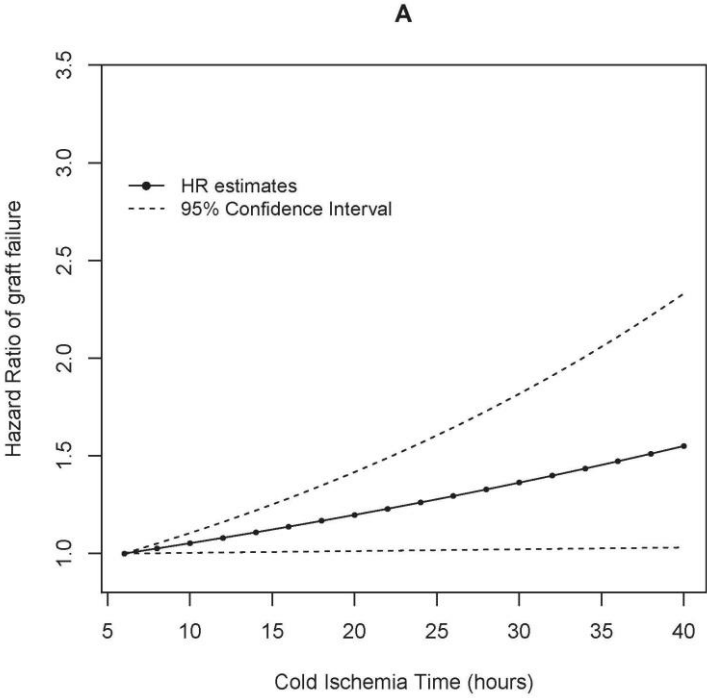 A
3.5
3.0
2.5
2.0
1.5
1.0
Hazard Ratio of graft failure
HR estimates
95% Confidence Interval
5 10 15 20 25 30 35 40
Cold Ischemia Time (hours)